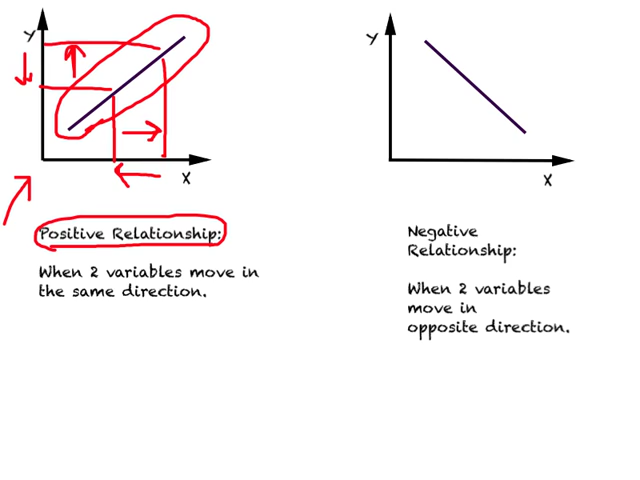 y
x
Positive Relationship:
When 2 variables move in
the same direction.
y
x
Negative
Relationship:
When 2 variables
move in
opposite direction.